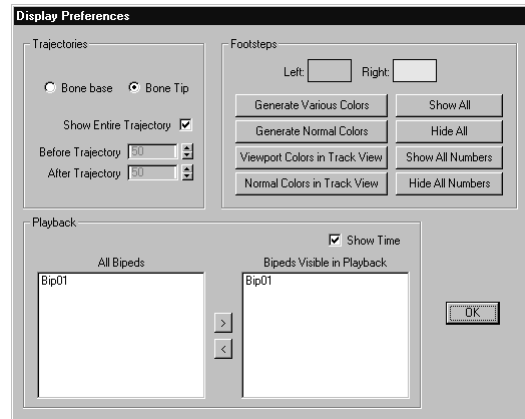 Display Preferences
Trajectories
Bone base Bone Tip
Show Entire Trajectory
Before Trajectory 50
After Trajectory 50
Footsteps
Left: Right:
Generate Various Colors Show All
Generate Normal Colors Hide All
Viewport Colors in Track View Show All Numbers
Normal Colors in Track View Hide All Numbers
Playback
Show Time
All Bipeds Bipeds Visible in Playback
Bip01 Bip01
>
<
OK